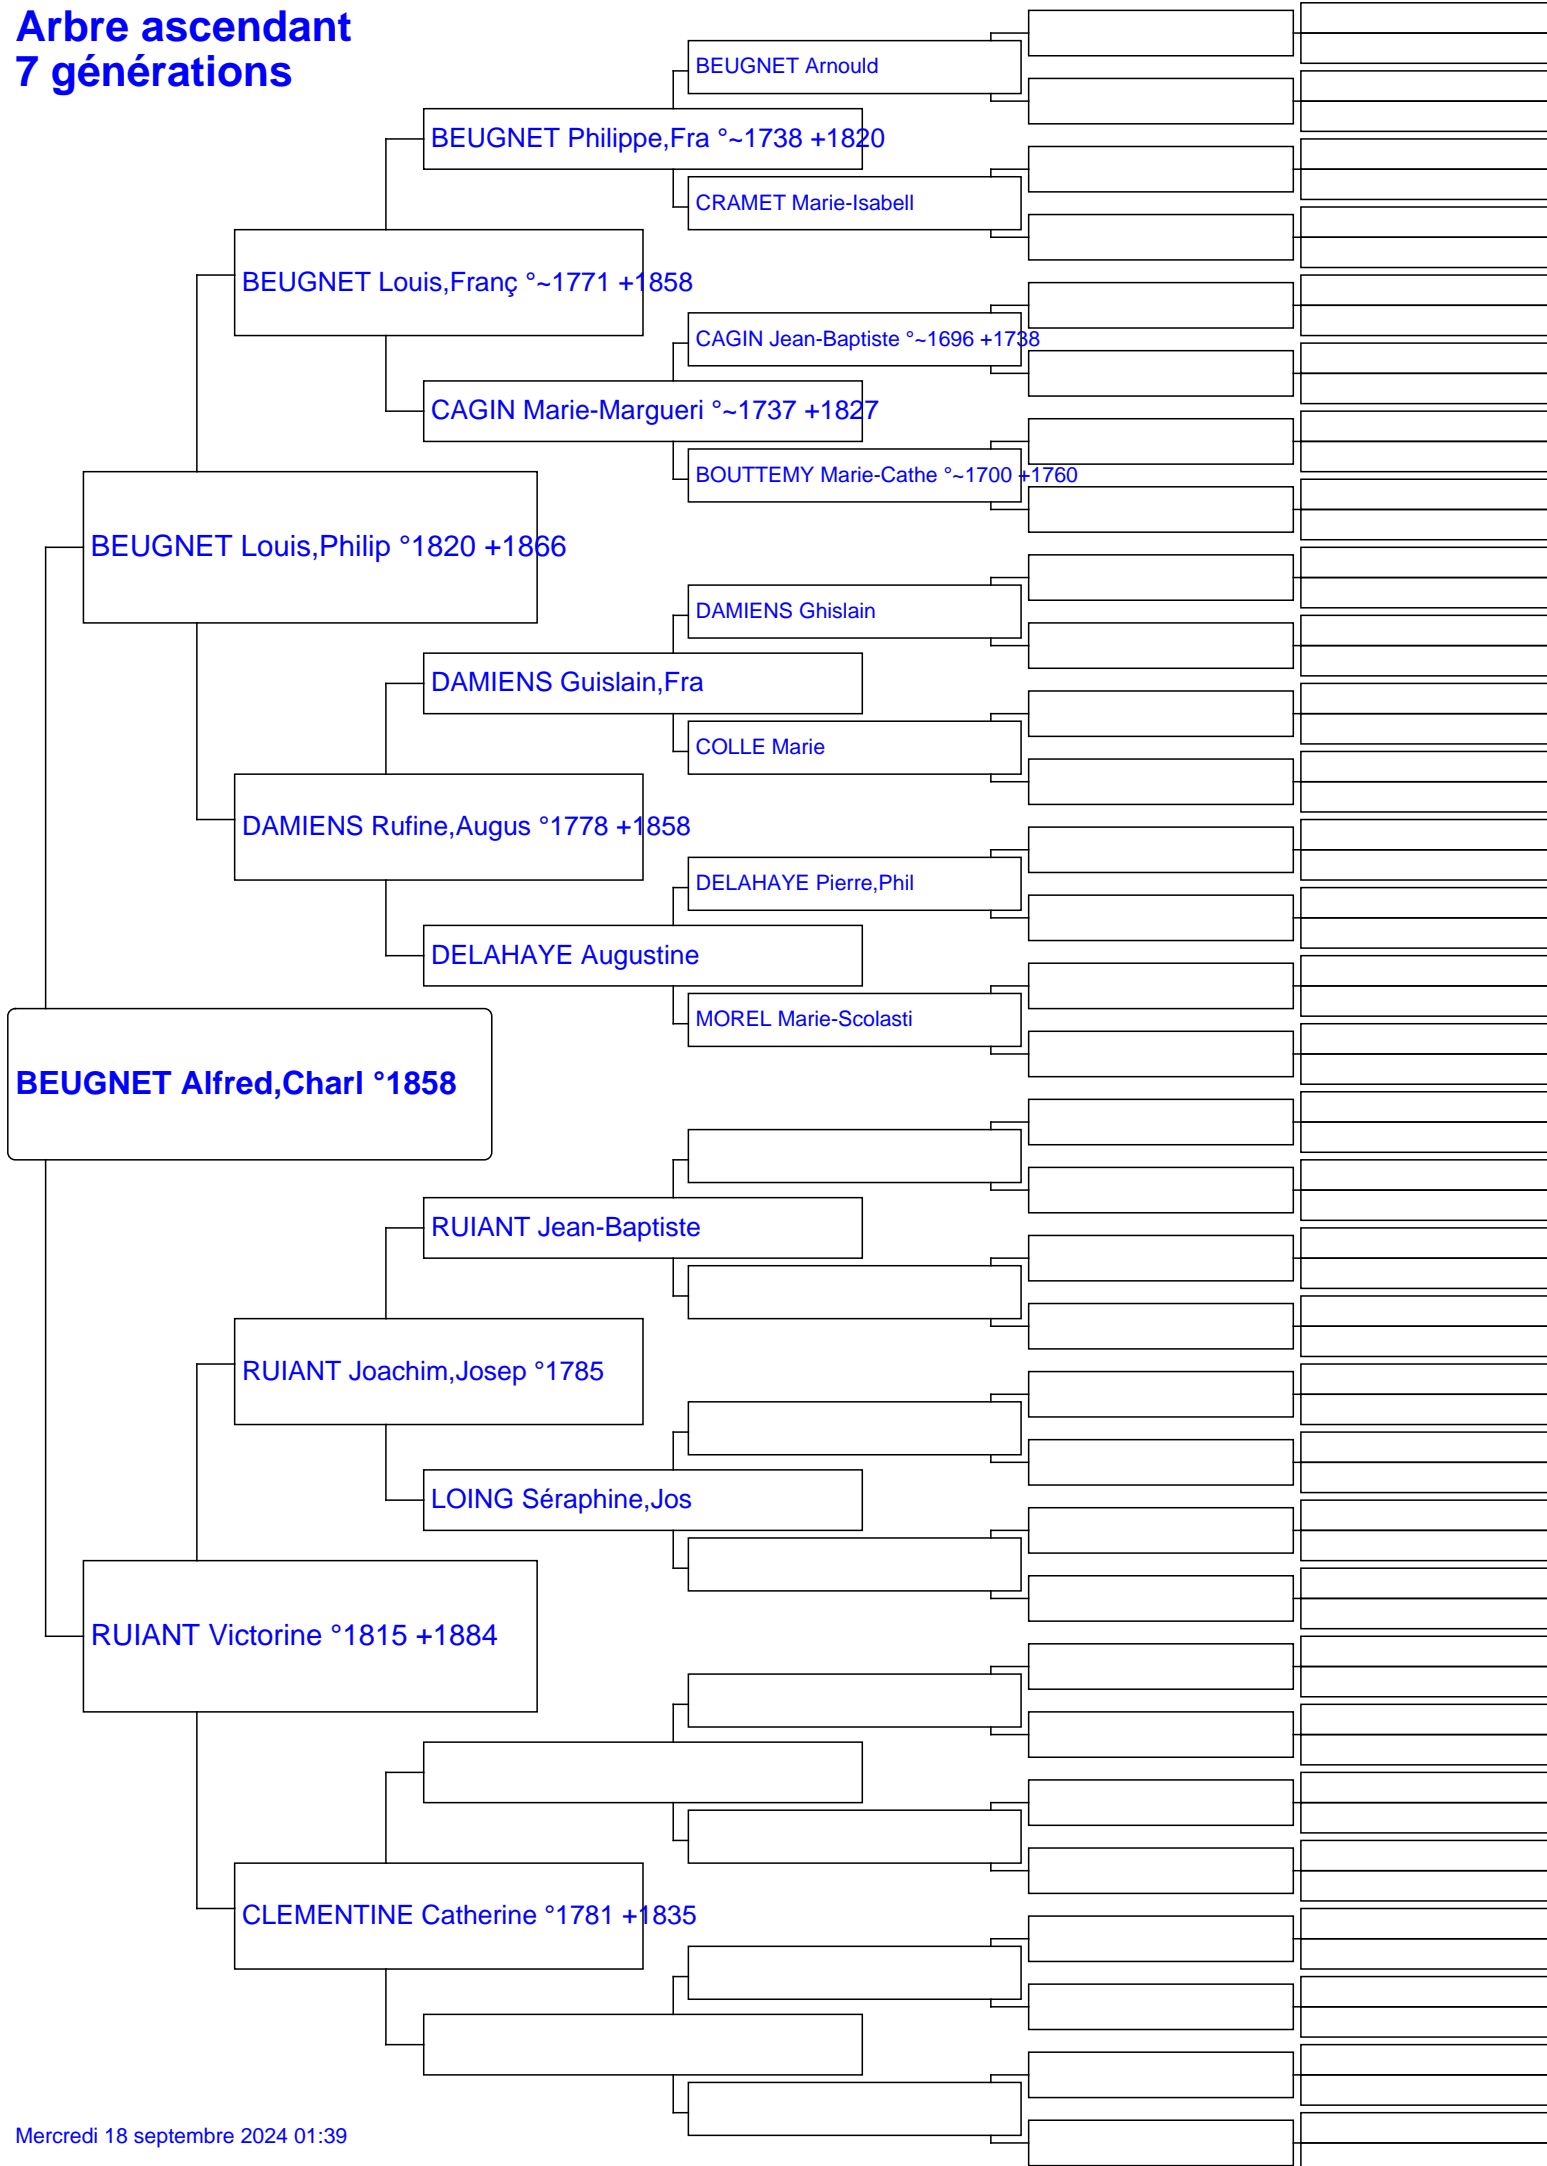 Arbre ascendant
7 générations
BEUGNET Arnould
BEUGNET Philippe,Fra °~1738 +1820
CRAMET Marie-Isabell
BEUGNET Louis,Franç °~1771 +1858
CAGIN Jean-Baptiste °~1696 +1738
CAGIN Marie-Margueri °~1737 +1827
BOUTTEMY Marie-Cathe °~1700 +1760
BEUGNET Louis,Philip °1820 +1866
DAMIENS Ghislain
DAMIENS Guislain,Fra
COLLE Marie
DAMIENS Rufine,Augus °1778 +1858
DELAHAYE Pierre,Phil
DELAHAYE Augustine
MOREL Marie-Scolasti
BEUGNET Alfred,Charl °1858
RUIANT Jean-Baptiste
RUIANT Joachim,Josep °1785
LOING Séraphine,Jos
RUIANT Victorine °1815 +1884
CLEMENTINE Catherine °1781 +1835
Mercredi 18 septembre 2024 01:39